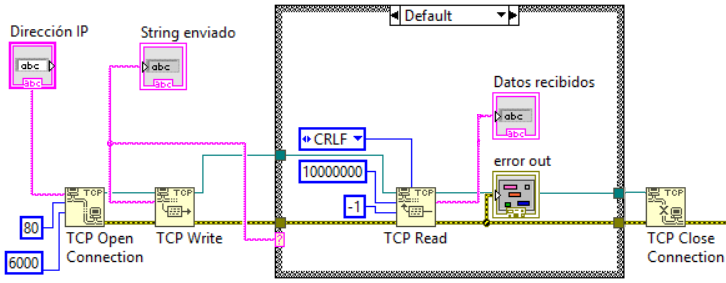 Default
Dirección IP
String enviado
abc
abc
abc
abc
Datos recibidos
abc
abc
CRLF
10000000
-1
error out
TCP
TCP
TCP
TCP
80
6000
?
TCP Open
Connection
TCP Write
TCP Read
TCP Close
Connection